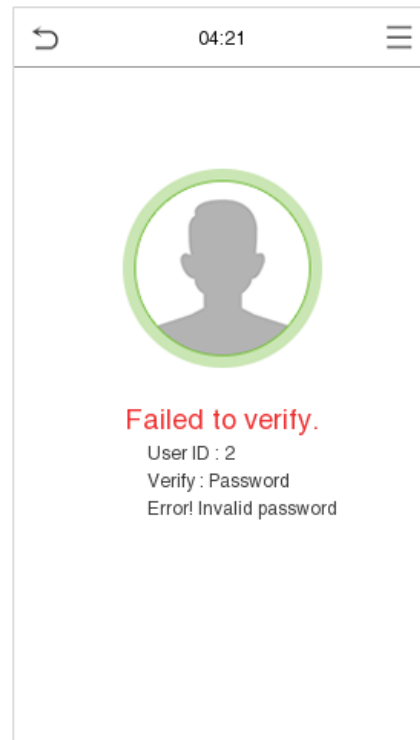 04:21
Failed to verify.
User ID : 2
Verify : Password
Error! Invalid password